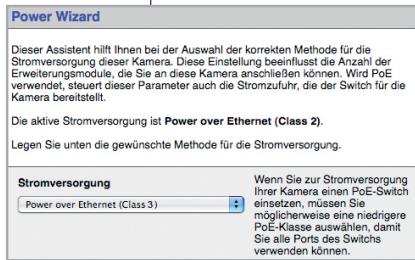 Power Wizard
Dieser Assistent hilft Ihnen bei der Auswahl der korrekten Methode für die
Stromversorgung dieser Kamera. Diese Einstellung beeinflusst die Anzahl der
Erweiterungsmodule, die Sie an diese Kamera anschließen können. Wird PoE
verwendet, steuert dieser Parameter auch die Stromzufuhr, die der Switch für die
Kamera bereitstellt.
Die aktive Stromversorgung ist Power over Ethernet (Class 2).
Legen Sie unten die gewünschte Methode für die Stromversorgung.
Stromversorgung
Power over Ethernet (Class 3)
Wenn Sie zur Stromversorgung
Ihrer Kamera einen PoE-Switch
einsetzen, müssen Sie
möglicherweise eine niedrigere
PoE-Klasse auswählen, damit
Sie alle Ports des Switchs
verwenden können.